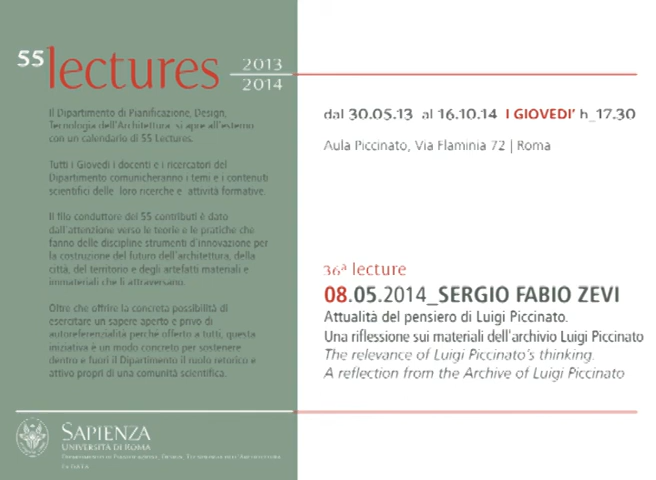 55 lectures 2013
2014
Il Dipartimento di Pianificazione, Design,
Tecnologia dell'Architettura si apre all'esterno
con un calendario di 55 Lectures.
Tutti i Giovedì i docenti e i ricercatori del
Dipartimento comunicheranno i temi e i contenuti
scientifici delle loro ricerche e attività formative.
Il filo conduttore dei 55 contributi è dato
dall'attenzione verso le teorie e le pratiche che
fanno delle discipline strumenti d'innovazione per
la costruzione del futuro dell'architettura, della
città, del territorio e degli artefatti materiali e
immateriali che li attraversano.
Oltre che offrire la concreta possibilità di
esercitare un sapere aperto e privo di
autoreferenzialità perché offerto a tutti, questa
iniziativa è un modo concreto per sostenere
dentro e fuori il Dipartimento il ruolo retorico e
attivo propri di una comunità scientifica.
SAPIENZA
UNIVERSITÀ DI ROMA
DIPARTIMENTO DI PIANIFICAZIONE, DESIGN, TECNOLOGIA DELL'ARCHITETTURA
dal 30.05.13 al 16.10.14 I GIOVEDI' h_17.30
Aula Piccinato, Via Flaminia 72 | Roma
36ª lecture
08.05.2014_SERGIO FABIO ZEVI
Attualità del pensiero di Luigi Piccinato.
Una riflessione sui materiali dell'archivio Luigi Piccinato
The relevance of Luigi Piccinato's thinking.
A reflection from the Archive of Luigi Piccinato